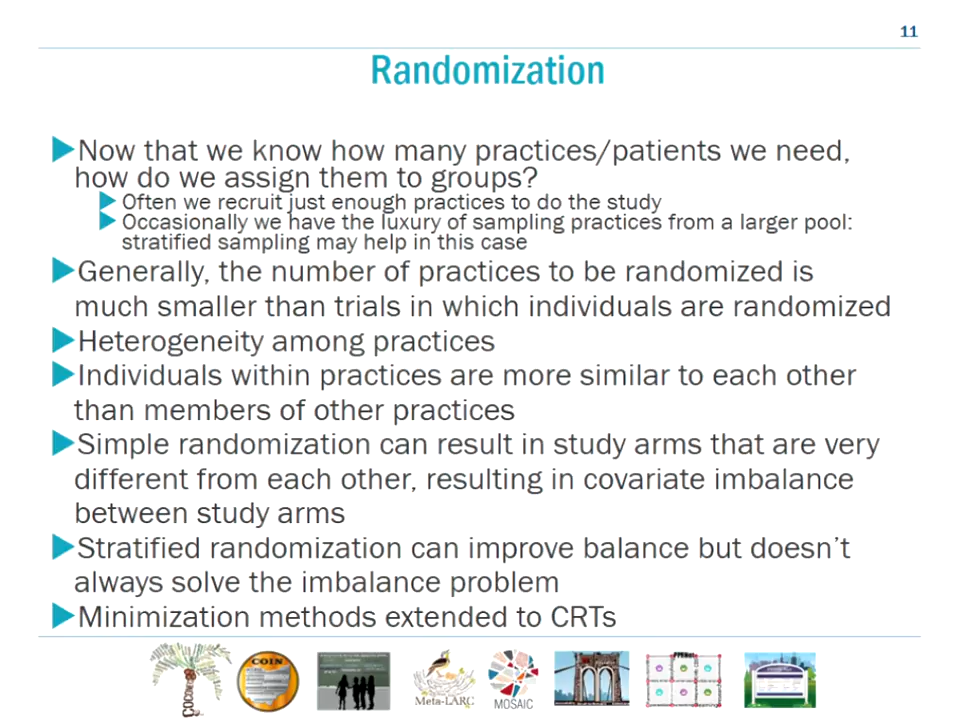 11
Randomization
Now that we know how many practices/patients we need,
how do we assign them to groups?
Often we recruit just enough practices to do the study
Occasionally we have the luxury of sampling practices from a larger pool:
stratified sampling may help in this case
Generally, the number of practices to be randomized is
much smaller than trials in which individuals are randomized
Heterogeneity among practices
Individuals within practices are more similar to each other
than members of other practices
Simple randomization can result in study arms that are very
different from each other, resulting in covariate imbalance
between study arms
Stratified randomization can improve balance but doesn't
always solve the imbalance problem
Minimization methods extended to CRTs
COCONET
COIN
Meta-LARC
MOSAIC